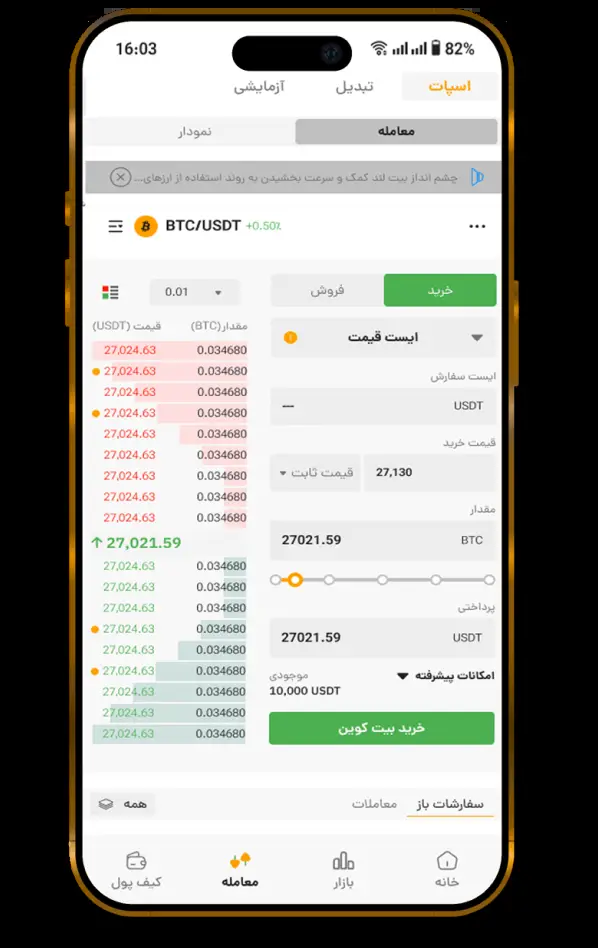 16:03
82%
اسپات
تبدیل
آزمایشی
معامله
نمودار
چشم انداز بیت لند کمک و سرعت بخشیدن به روند استفاده از ارزهای...
BTC/USDT +0.50%
خرید
فروش
0.01
ایست قیمت
ایست سفارش
USDT
---
قیمت خرید
27,130
قیمت ثابت
مقدار
27021.59 BTC
پرداختی
27021.59 USDT
امکانات پیشرفته
موجودی
10,000 USDT
خرید بیت کوین
قیمت (USDT) مقدار(BTC)
27,024.63 0.034680
27,024.63 0.034680
27,024.63 0.034680
27,024.63 0.034680
27,024.63 0.034680
27,024.63 0.034680
27,024.63 0.034680
27,024.63 0.034680
27,024.63 0.034680
↑ 27,021.59
27,024.63 0.034680
27,024.63 0.034680
27,024.63 0.034680
27,024.63 0.034680
27,024.63 0.034680
27,024.63 0.034680
27,024.63 0.034680
27,024.63 0.034680
27,024.63 0.034680
سفارشات باز
معاملات
همه
خانه
بازار
معامله
کیف پول